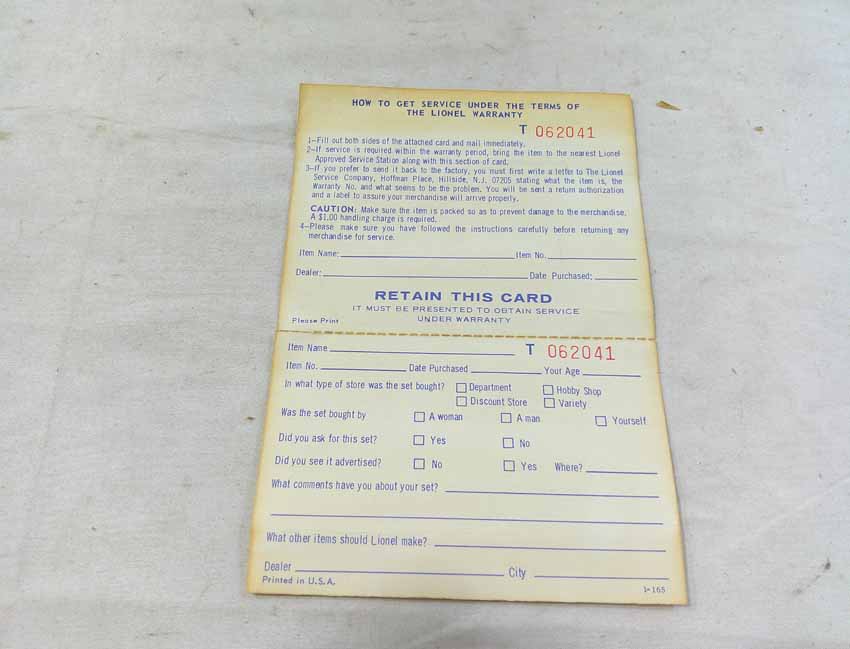 HOW TO GET SERVICE UNDER THE TERMS OF
THE LIONEL WARRANTY
T 062041
1—Fill out both sides of the attached card and mail immediately.
2—If service is required within the warranty period, bring the item to the nearest Lionel
Approved Service Station along with this section of card.
3—If you prefer to send it back to the factory, you must first write a letter to The Lionel
Service Company, Hoffman Place, Hillside, N.J. 07205 stating what the item is, the
Warranty No. and what seems to be the problem. You will be sent a return authorization
and a label to assure your merchandise will arrive properly.
CAUTION: Make sure the item is packed so as to prevent damage to the merchandise.
A $1.00 handling charge is required.
4—Please make sure you have followed the instructions carefully before returning any
merchandise for service.
Item Name: Item No.
Dealer: Date Purchased:
RETAIN THIS CARD
IT MUST BE PRESENTED TO OBTAIN SERVICE
UNDER WARRANTY
Please Print
Item Name T 062041
Item No. Date Purchased Your Age
In what type of store was the set bought? Department Hobby Shop
Discount Store Variety
Was the set bought by A woman A man Yourself
Did you ask for this set? Yes No
Did you see it advertised? No Yes Where?
What comments have you about your set?
What other items should Lionel make?
Dealer City
Printed in U.S.A. 1-165